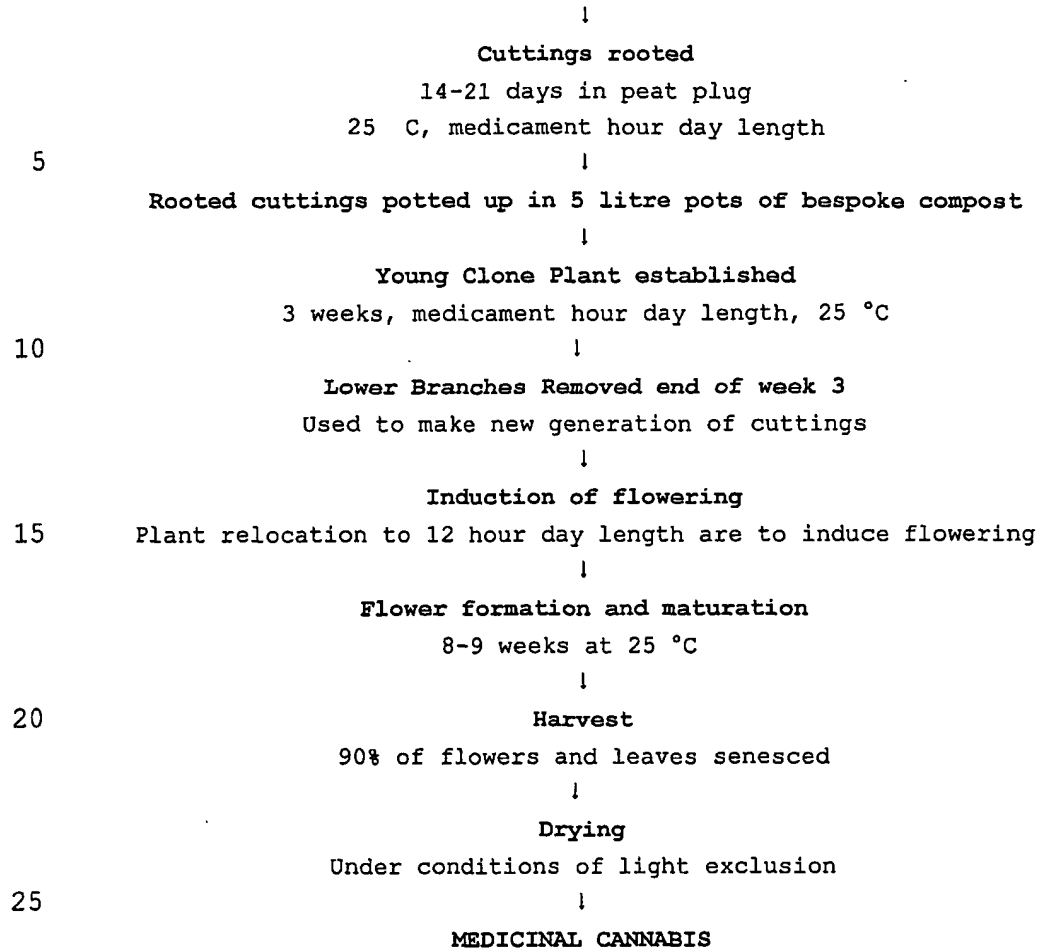 ↓
Cuttings rooted
14-21 days in peat plug
25 C, medicament hour day length
5 ↓
Rooted cuttings potted up in 5 litre pots of bespoke compost
↓
Young Clone Plant established
3 weeks, medicament hour day length, 25 °C
10 ↓
Lower Branches Removed end of week 3
Used to make new generation of cuttings
↓
Induction of flowering
15 Plant relocation to 12 hour day length are to induce flowering
↓
Flower formation and maturation
8-9 weeks at 25 °C
↓
20 Harvest
90% of flowers and leaves senesced
↓
Drying
Under conditions of light exclusion
25 ↓
MEDICINAL CANNABIS